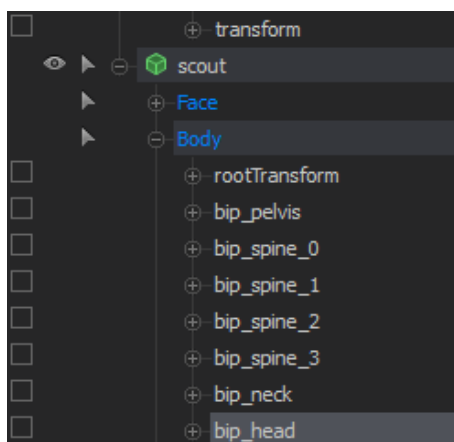 transform
scout
Face
Body
rootTransform
bip_pelvis
bip_spine_0
bip_spine_1
bip_spine_2
bip_spine_3
bip_neck
bip_head